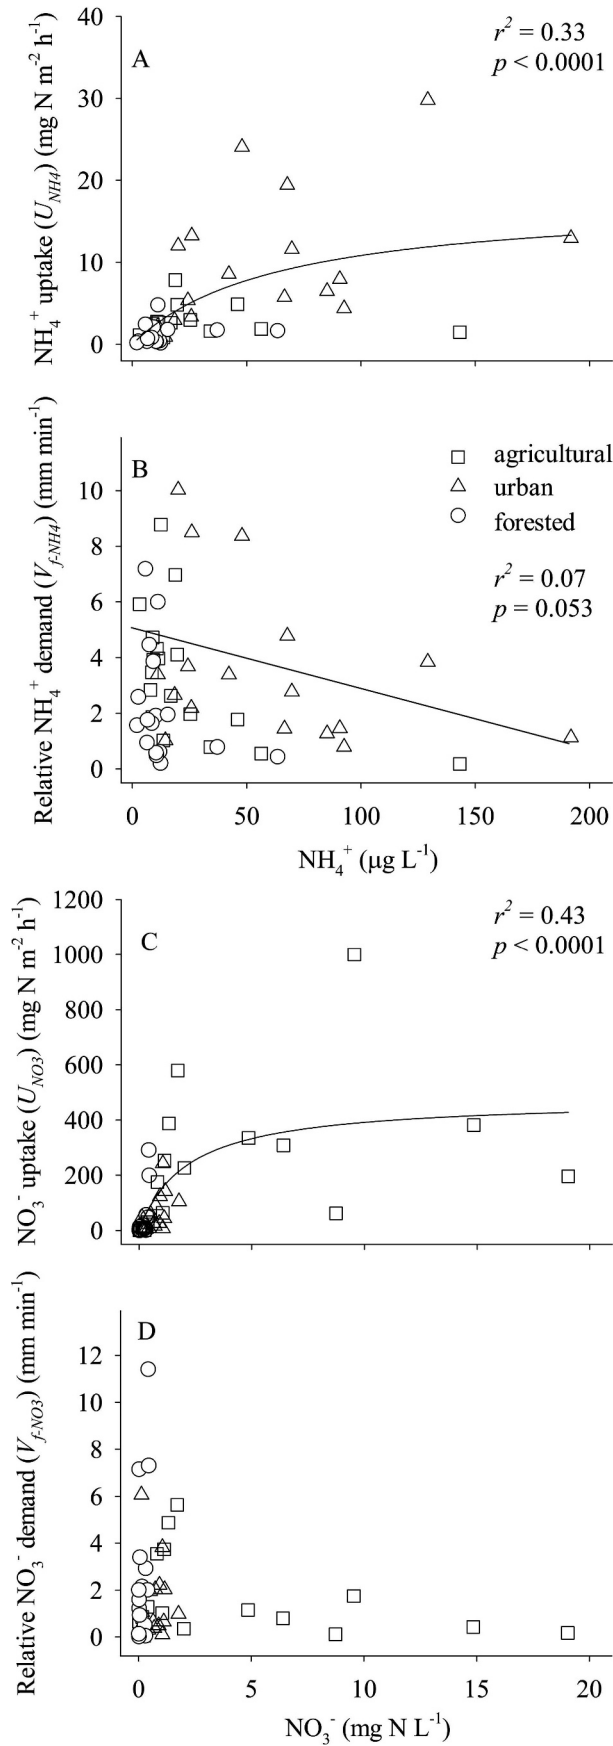 A
r² = 0.33
p < 0.0001
40
30
20
10
0
NH₄⁺ uptake (U_NH4) (mg N m⁻² h⁻¹)
B
agricultural
urban
forested
r² = 0.07
p = 0.053
10
8
6
4
2
0
Relative NH₄⁺ demand (V_f-NH4) (mm min⁻¹)
0 50 100 150 200
NH₄⁺ (µg L⁻¹)
C
r² = 0.43
p < 0.0001
1200
1000
800
600
400
200
0
NO₃⁻ uptake (U_NO3) (mg N m⁻² h⁻¹)
D
12
10
8
6
4
2
0
Relative NO₃⁻ demand (V_f-NO3) (mm min⁻¹)
0 5 10 15 20
NO₃⁻ (mg N L⁻¹)